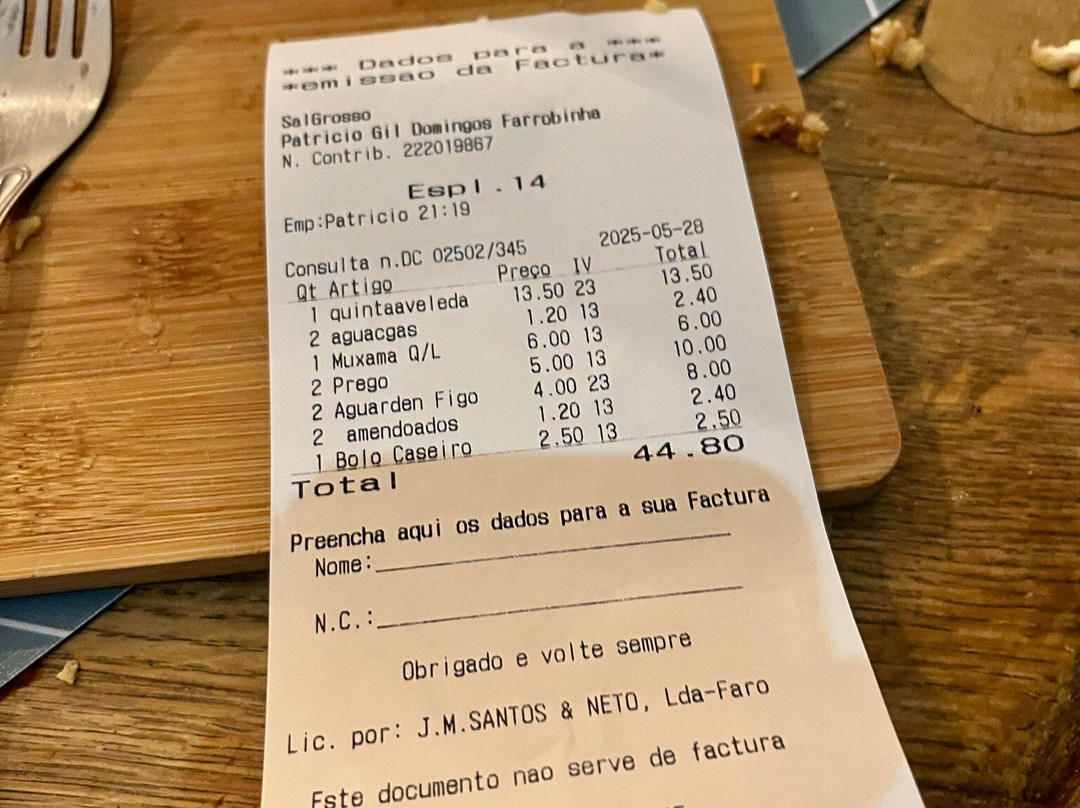 *** Dados para a ***
*emissao da Factura*
SalGrosso
Patricio Gil Domingos Farrobinha
N. Contrib. 222019867
Espl.14
Emp:Patricio 21:19
Consulta n.DC 02502/345 2025-05-28
Qt Artigo Preço IV Total
1 quintaaveleda 13.50 23 13.50
2 aguacgas 1.20 13 2.40
1 Muxama Q/L 6.00 13 6.00
2 Prego 5.00 13 10.00
2 Aguarden Figo 4.00 23 8.00
2 amendoados 1.20 13 2.40
1 Bolo Caseiro 2.50 13 2.50
Total 44.80
Preencha aqui os dados para a sua Factura
Nome:
N.C.:
Obrigado e volte sempre
Lic. por: J.M.SANTOS & NETO, Lda-Faro
Este documento nao serve de factura